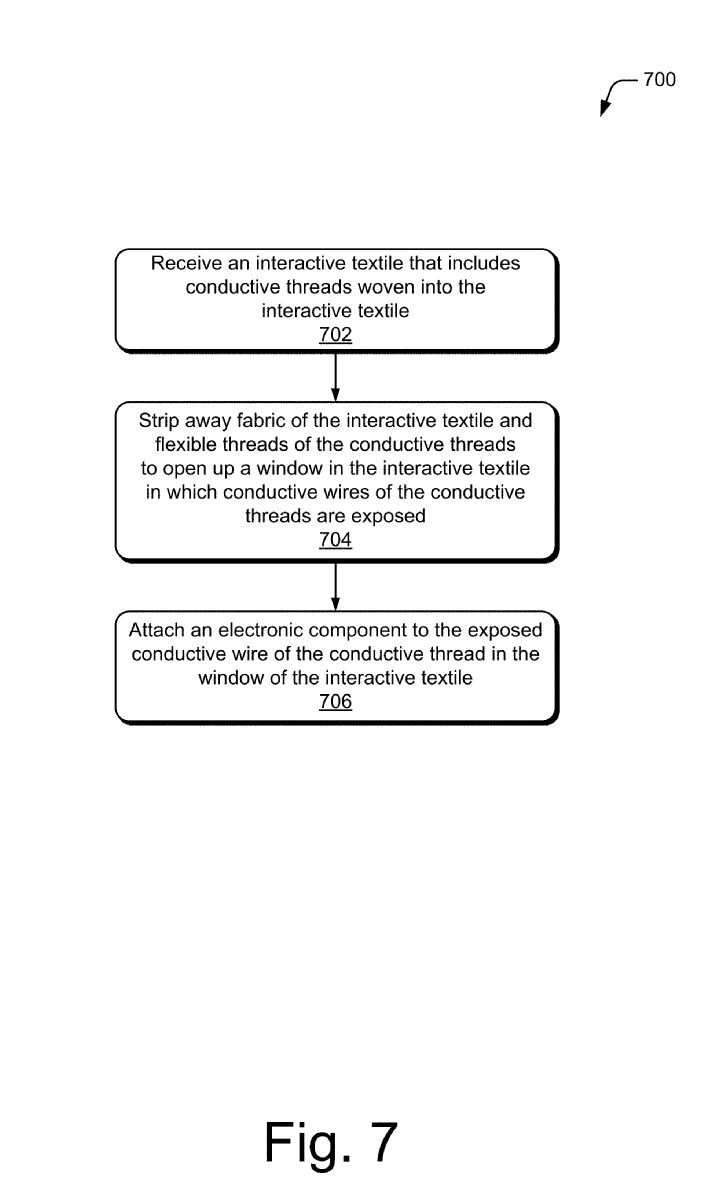 700
Receive an interactive textile that includes
conductive threads woven into the
interactive textile
702
Strip away fabric of the interactive textile and
flexible threads of the conductive threads
to open up a window in the interactive textile
in which conductive wires of the conductive
threads are exposed
704
Attach an electronic component to the exposed
conductive wire of the conductive thread in the
window of the interactive textile
706
Fig. 7